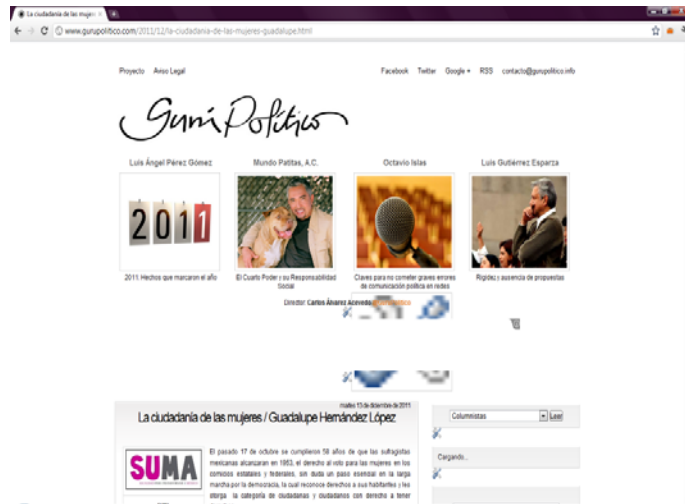 La ciudadania de las mujer
www.gurupolitico.com/2011/12/la-ciudadania-de-las-mujeres-guadalupe.html
Proyecto Aviso Legal Facebook Twitter Google + RSS contacto@gurupolitico.info
Gurú Político
Luis Ángel Pérez Gómez Mundo Patitas, A.C. Octavio Islas Luis Gutiérrez Esparza
2011
2011: Hechos que marcaron el año El Cuarto Poder y su Responsabilidad Claves para no cometer graves errores Rigidez y ausencia de propuestas
Social de comunicación política en redes
Director: Carlos Álvarez Acevedo
martes 13 de diciembre de 2011
La ciudadanía de las mujeres / Guadalupe Hernández López
Columnistas Leer
SUMA
El pasado 17 de octubre se cumplieron 58 años de que las sufragistas
mexicanas alcanzaran en 1953, el derecho al voto para las mujeres en los
comicios estatales y federales, sin duda un paso esencial en la larga
marcha por la democracia, la cual reconoce derechos a sus habitantes y les
otorga la categoría de ciudadanas y ciudadanos con derecho a tener
Cargando...